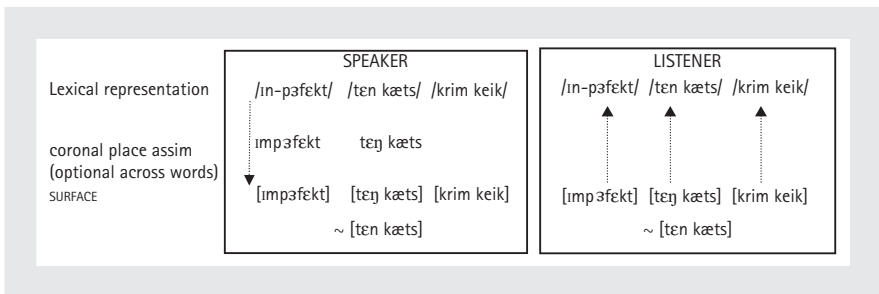 SPEAKER LISTENER
Lexical representation /ɪn-pɜfɛkt/ /tɛn kæts/ /krim keik/ /ɪn-pɜfɛkt/ /tɛn kæts/ /krim keik/
ɪmpɜfɛkt tɛŋ kæts
coronal place assim
(optional across words)
SURFACE [ɪmpɜfɛkt] [tɛŋ kæts] [krim keik] [ɪmpɜfɛkt] [tɛŋ kæts] [krim keik]
~ [tɛn kæts] ~ [tɛn kæts]